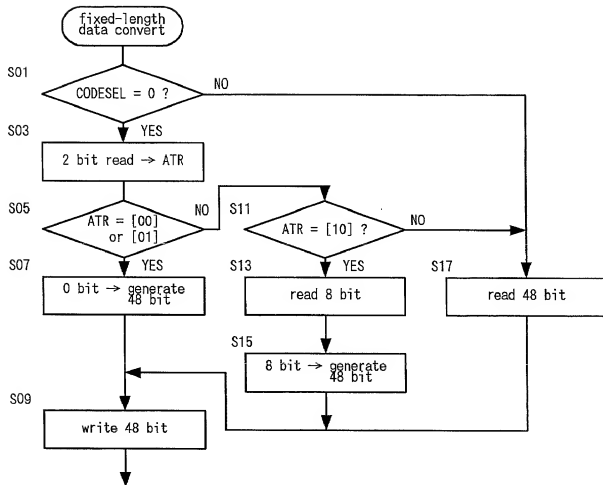 fixed-length
data convert
S01
NO
CODESEL = 0 ?
S03
YES
2 bit read → ATR
S05
NO
S11
ATR = [00]
or [01]
ATR = [10] ?
NO
S07
YES
S13
YES
S17
0 bit → generate
48 bit
read 8 bit
read 48 bit
S15
8 bit → generate
48 bit
S09
write 48 bit